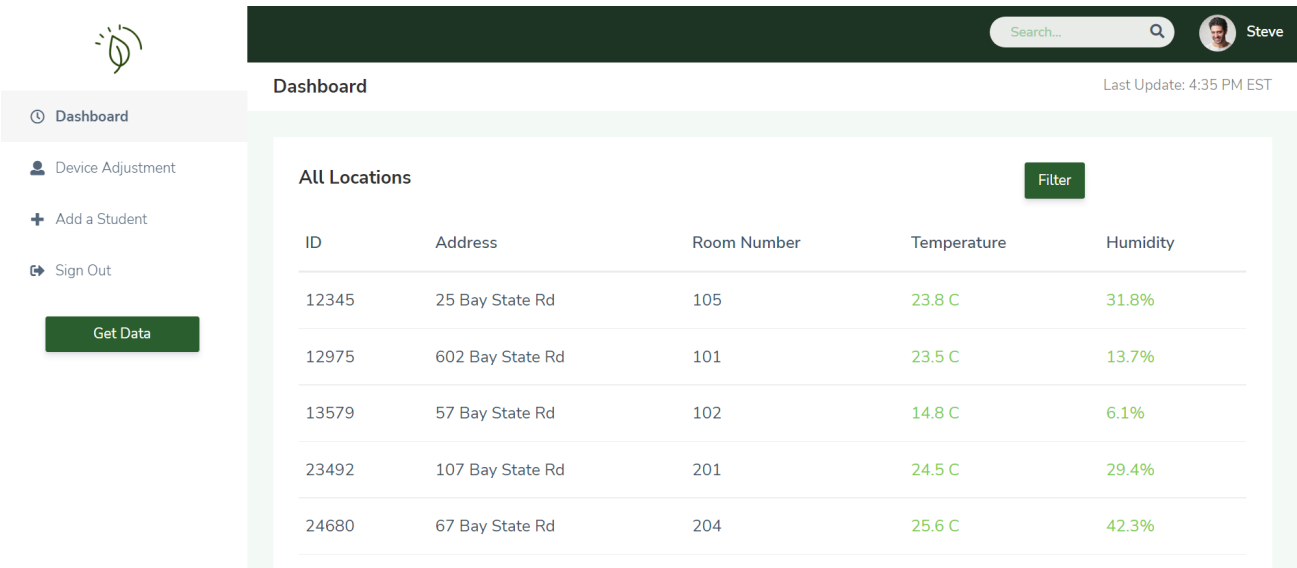 Search...
Steve
Dashboard
Last Update: 4:35 PM EST
Dashboard
Device Adjustment
Add a Student
Sign Out
Get Data
All Locations
Filter
ID Address Room Number Temperature Humidity
12345 25 Bay State Rd 105 23.8 C 31.8%
12975 602 Bay State Rd 101 23.5 C 13.7%
13579 57 Bay State Rd 102 14.8 C 6.1%
23492 107 Bay State Rd 201 24.5 C 29.4%
24680 67 Bay State Rd 204 25.6 C 42.3%